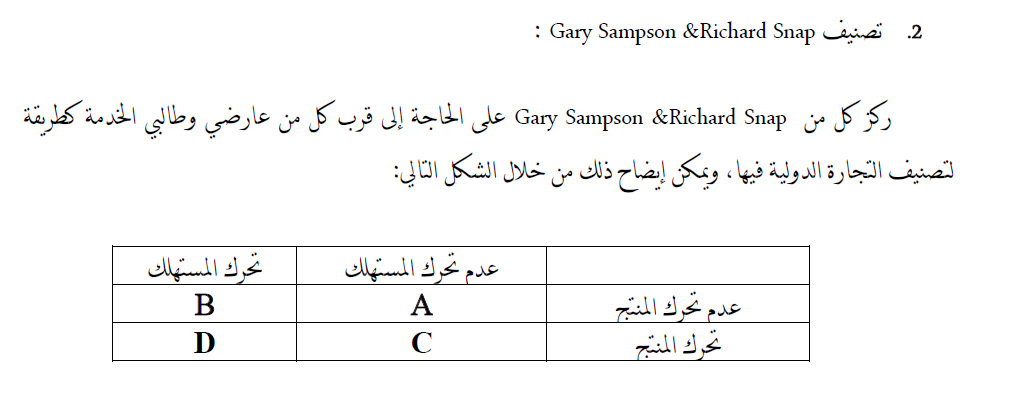 2. تصنيف Gary Sampson &Richard Snap :
ركز كل من Gary Sampson &Richard Snap على الحاجة إلى قرب كل من عارضي وطالبي الخدمة كطريقة
لتصنيف التجارة الدولية فيها، ويمكن إيضاح ذلك من خلال الشكل التالي:
عدم تحرك المستهلك تحرك المستهلك
عدم تحرك المنتج A B
تحرك المنتج C D